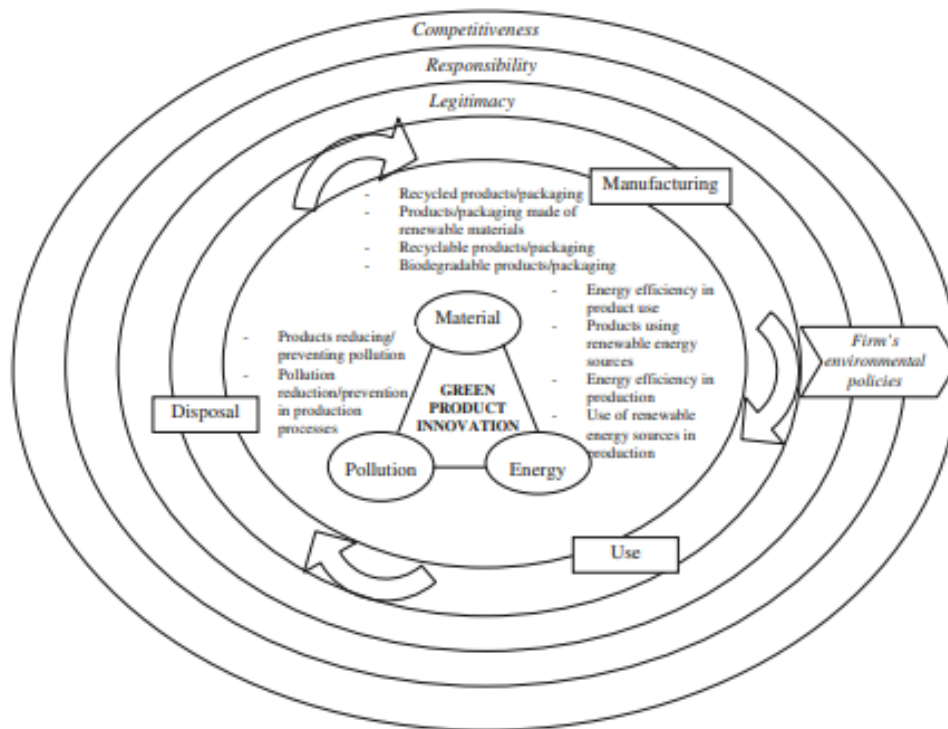 Competitiveness
Responsibility
Legitimacy
Manufacturing
- Recycled products/packaging
- Products/packaging made of
renewable materials
- Recyclable products/packaging
- Biodegradable products/packaging
Material
- Energy efficiency in
product use
- Products using
renewable energy
sources
- Energy efficiency in
production
- Use of renewable
energy sources in
production
- Products reducing/
preventing pollution
- Pollution
reduction/prevention
in production
processes
GREEN
PRODUCT
INNOVATION
Firm's
environmental
policies
Disposal
Pollution
Energy
Use